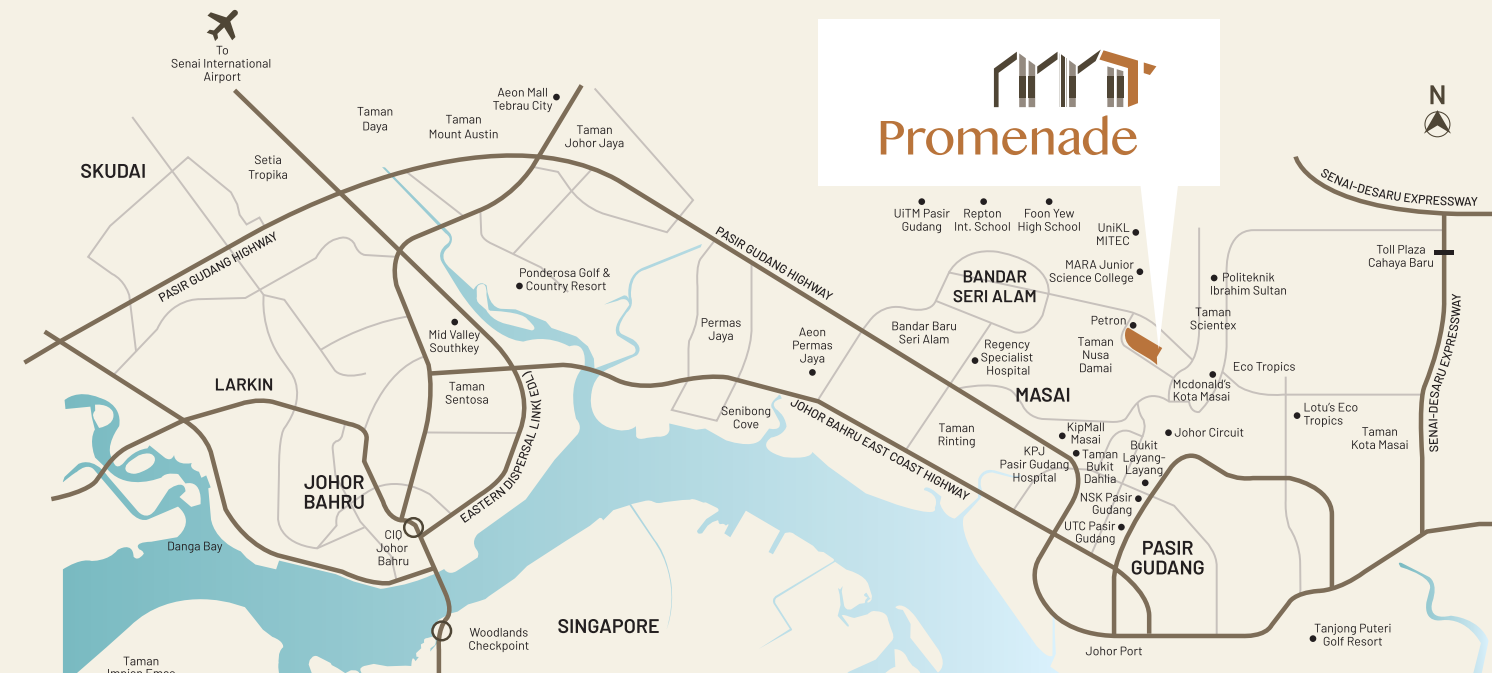 To
Senai International
Airport
Promenade
N
SKUDAI
Setia
Tropika
Taman
Daya
Taman
Mount Austin
Aeon Mall
Tebrau City
Taman
Johor Jaya
PASIR GUDANG HIGHWAY
PASIR GUDANG HIGHWAY
SENAI-DESARU EXPRESSWAY
UiTM Pasir
Gudang
Repton
Int. School
Foon Yew
High School
UniKL
MITEC
MARA Junior
Science College
Toll Plaza
Cahaya Baru
Politeknik
Ibrahim Sultan
BANDAR
SERI ALAM
Ponderosa Golf &
Country Resort
Mid Valley
Southkey
Permas
Jaya
Aeon
Permas
Jaya
Bandar Baru
Seri Alam
Regency
Specialist
Hospital
Petron
Taman
Nusa
Damai
Taman
Scientex
Eco Tropics
Mcdonald's
Kota Masai
SENAI-DESARU EXPRESSWAY
LARKIN
Taman
Sentosa
EASTERN DISPERSAL LINK( EDL)
Senibong
Cove
JOHOR BAHRU EAST COAST HIGHWAY
MASAI
Taman
Rinting
KipMall
Masai
Johor Circuit
Lotu's Eco
Tropics
Taman
Kota Masai
KPJ
Pasir Gudang
Hospital
Taman
Bukit
Dahlia
Bukit
Layang-
Layang
NSK Pasir
Gudang
UTC Pasir
Gudang
JOHOR
BAHRU
CIQ
Johor
Bahru
Danga Bay
PASIR
GUDANG
SINGAPORE
Woodlands
Checkpoint
Johor Port
Tanjong Puteri
Golf Resort
Taman
Impian Emas